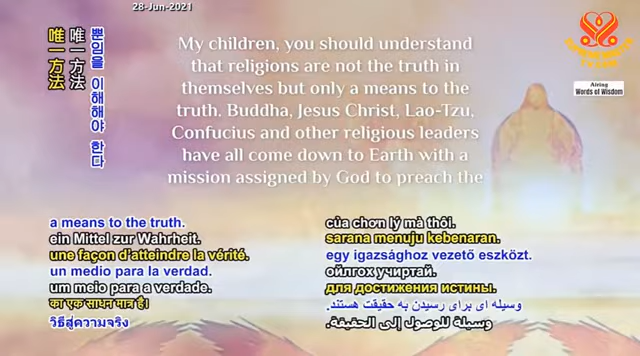 28-Jun-2021
唯一方法
唯一方法
뿐임을 이해해야 한다
My children, you should understand
that religions are not the truth in
themselves but only a means to the
truth. Buddha, Jesus Christ, Lao-Tzu,
Confucius and other religious leaders
have all come down to Earth with a
mission assigned by God to preach the
Airing
Words of Wisdom
a means to the truth.
ein Mittel zur Wahrheit.
une façon d'atteindre la vérité.
un medio para la verdad.
um meio para a verdade.
का एक साधन मात्र हैं।
วิธีสู่ความจริง
của chơn lý mà thôi.
sarana menuju kebenaran.
egy igazsághoz vezető eszközt.
ойлгох учиртай.
для достижения истины.
وسیله ای برای رسیدن به حقیقت هستند.
وسيلة للوصول إلى الحقيقة.